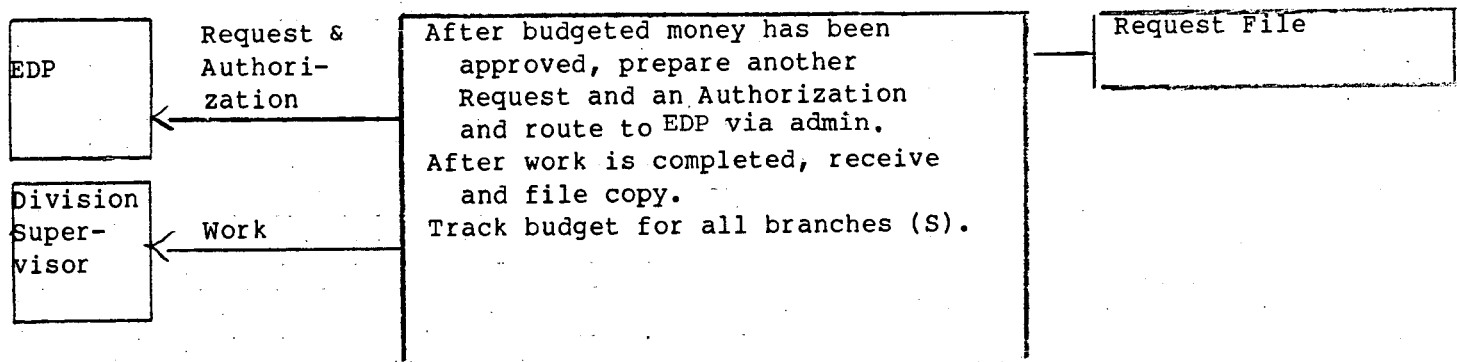 EDP
Request &
Authori-
zation
After budgeted money has been
approved, prepare another
Request and an Authorization
and route to EDP via admin.
After work is completed, receive
and file copy.
Track budget for all branches (S).
Request File
Division
Super-
visor
Work